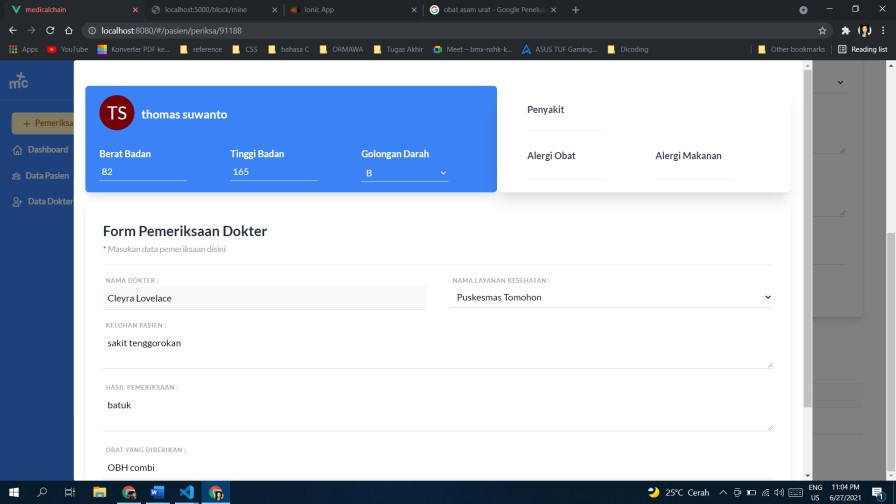 medicalchain
localhost:5000/block/mine
Ionic App
obat asam urat - Google Penelus
localhost:8080/#/pasien/periksa/91188
Apps
YouTube
Konverter PDF ke...
reference
CSS
bahasa C
ORMAWA
Tugas Akhir
Meet – bmx-nshk-k...
ASUS TUF Gaming...
Dicoding
Other bookmarks
Reading list
mc
+ Pemeriksa
Dashboard
Data Pasien
Data Dokter
TS
thomas suwanto
Berat Badan
Tinggi Badan
Golongan Darah
82
165
B
Penyakit
Alergi Obat
Alergi Makanan
Form Pemeriksaan Dokter
* Masukan data pemeriksaan disini
NAMA DOKTER :
NAMA LAYANAN KESEHATAN :
Cleyra Lovelace
Puskesmas Tomohon
KELUHAN PASIEN :
sakit tenggorokan
HASIL PEMERIKSAAN :
batuk
OBAT YANG DIBERIKAN :
OBH combi
25°C Cerah
ENG
US
11:04 PM
6/27/2021